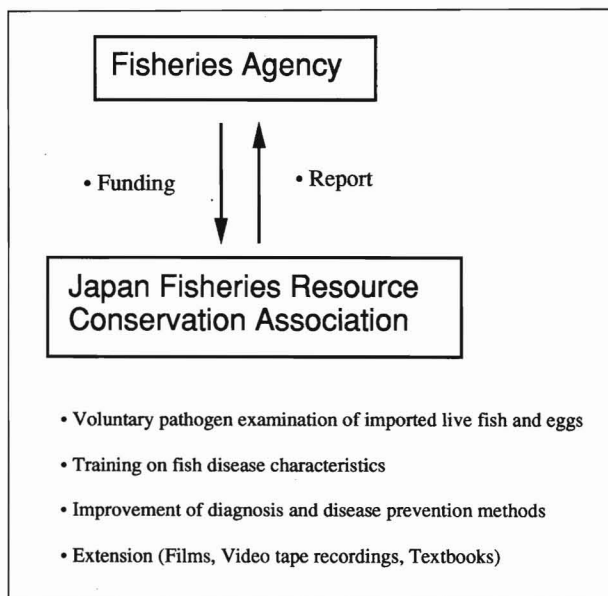 Fisheries Agency
• Funding
• Report
Japan Fisheries Resource
Conservation Association
• Voluntary pathogen examination of imported live fish and eggs
• Training on fish disease characteristics
• Improvement of diagnosis and disease prevention methods
• Extension (Films, Video tape recordings, Textbooks)